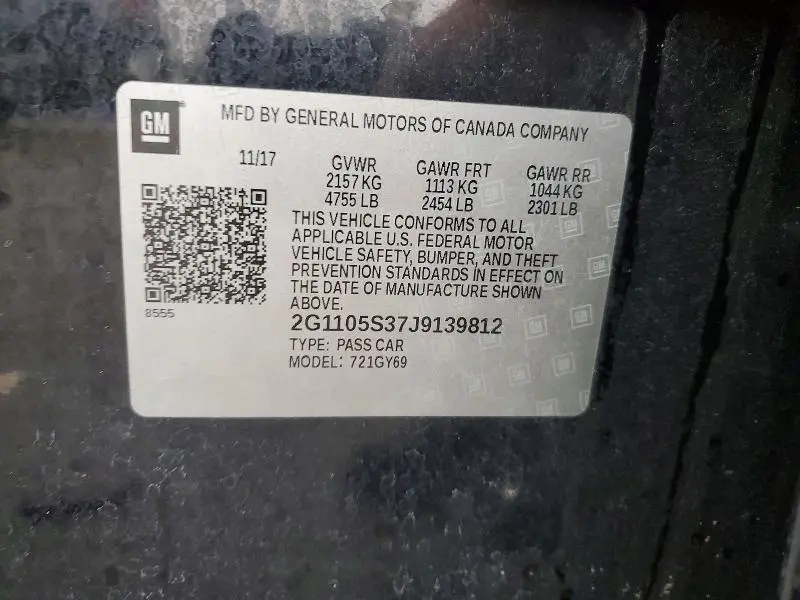 GM
MFD BY GENERAL MOTORS OF CANADA COMPANY
11/17 GVWR GAWR FRT GAWR RR
2157 KG 1113 KG 1044 KG
4755 LB 2454 LB 2301 LB
THIS VEHICLE CONFORMS TO ALL
APPLICABLE U.S. FEDERAL MOTOR
VEHICLE SAFETY, BUMPER, AND THEFT
PREVENTION STANDARDS IN EFFECT ON
THE DATE OF MANUFACTURE SHOWN
ABOVE.
8555
2G1105S37J9139812
TYPE: PASS CAR
MODEL: 721GY69